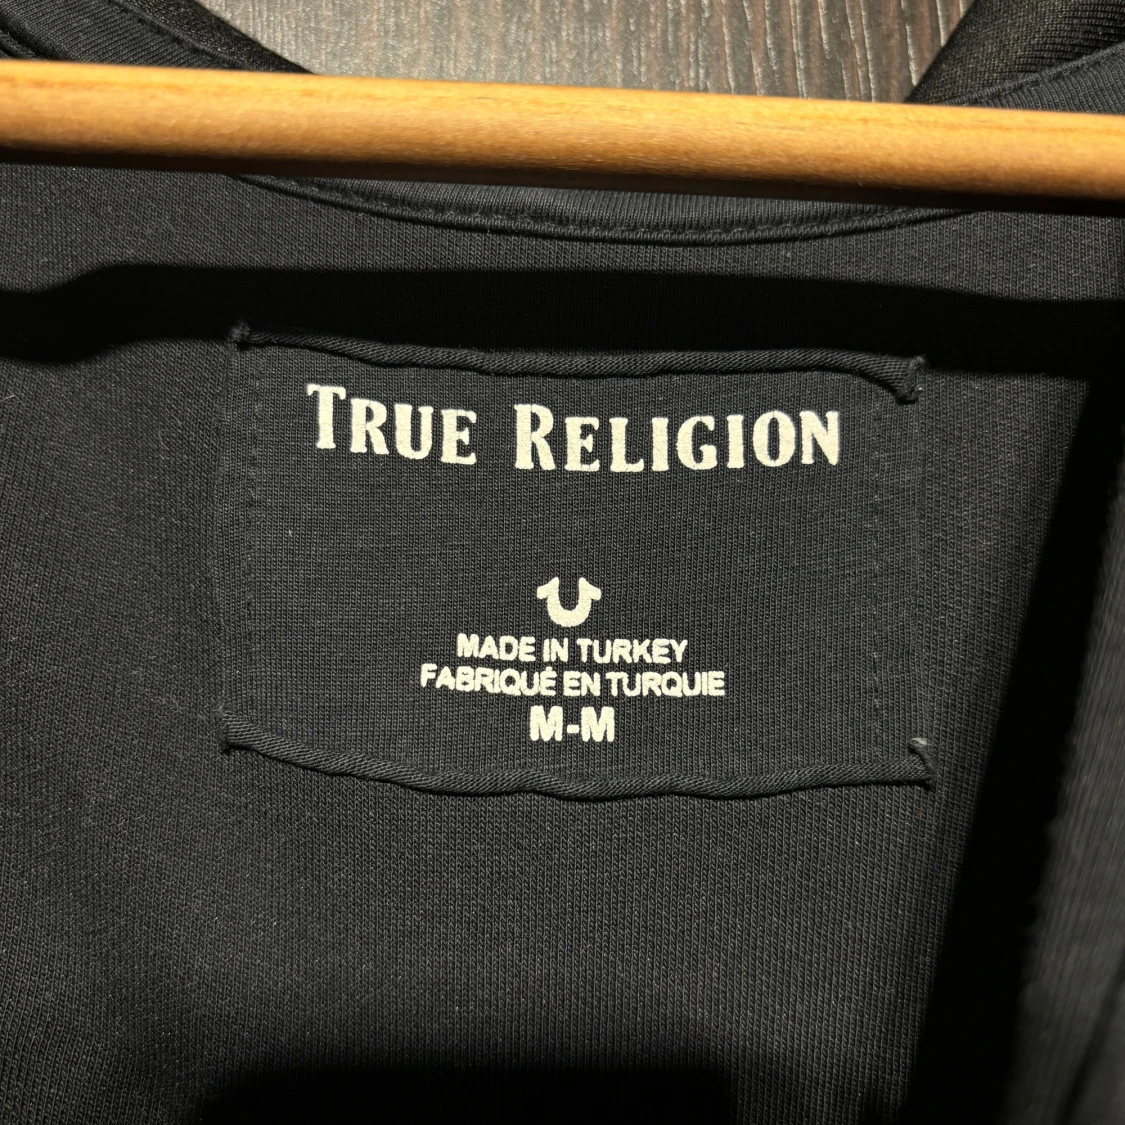 TRUE RELIGION
MADE IN TURKEY
FABRIQUÉ EN TURQUIE
M-M